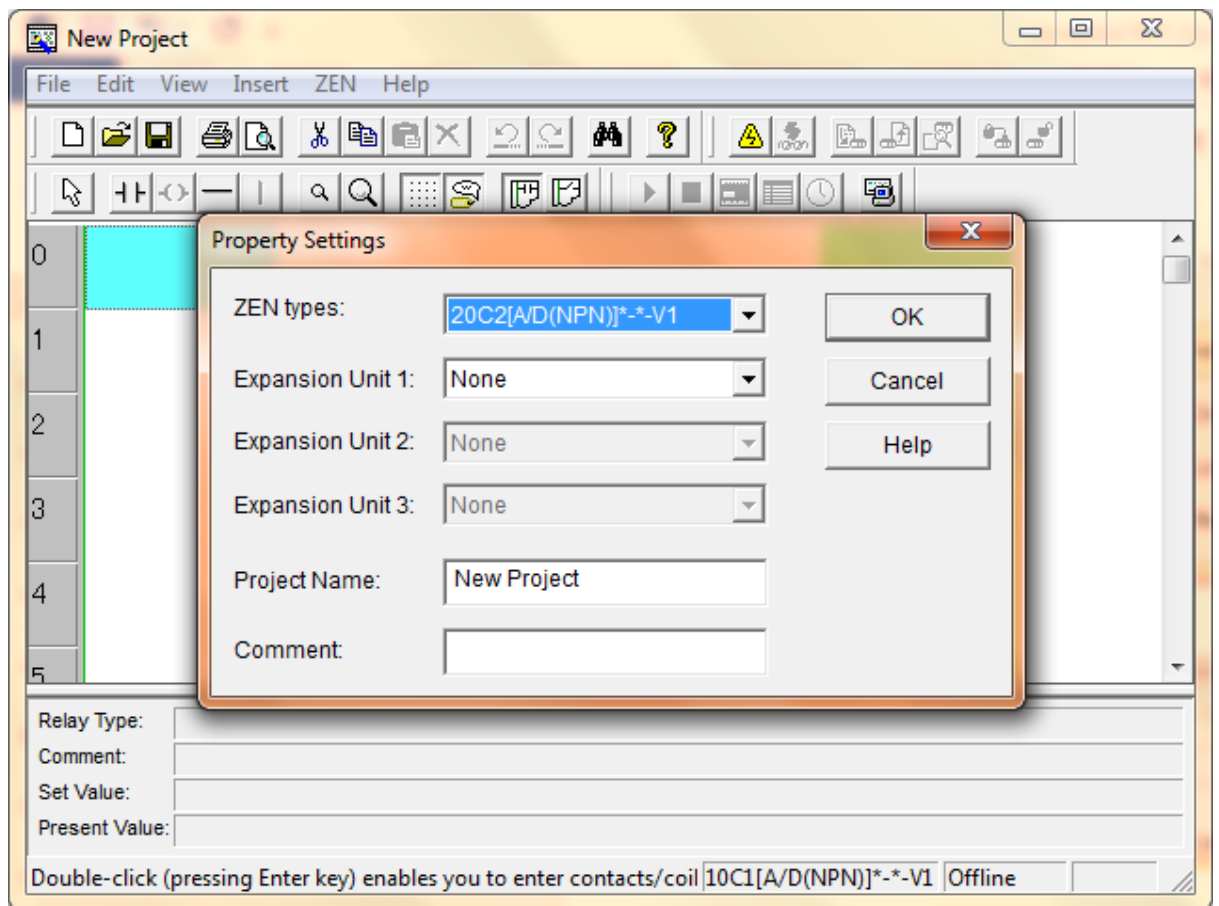 New Project
File Edit View Insert ZEN Help
Property Settings
ZEN types: 20C2[A/D(NPN)]*-*-V1 OK
Expansion Unit 1: None Cancel
Expansion Unit 2: None Help
Expansion Unit 3: None
Project Name: New Project
Comment:
0
1
2
3
4
5
Relay Type:
Comment:
Set Value:
Present Value:
Double-click (pressing Enter key) enables you to enter contacts/coil 10C1[A/D(NPN)]*-*-V1 Offline